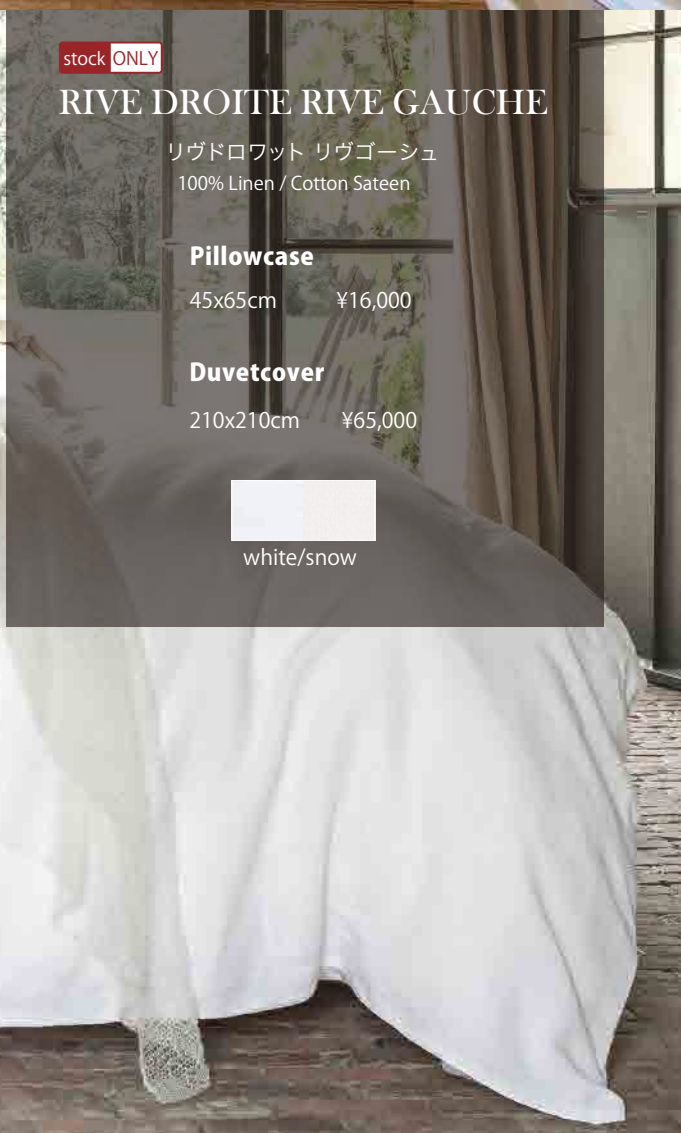 stock ONLY
RIVE DROITE RIVE GAUCHE
リヴドロワット リヴゴーシュ
100% Linen / Cotton Sateen
Pillowcase
45x65cm ¥16,000
Duvetcover
210x210cm ¥65,000
white/snow